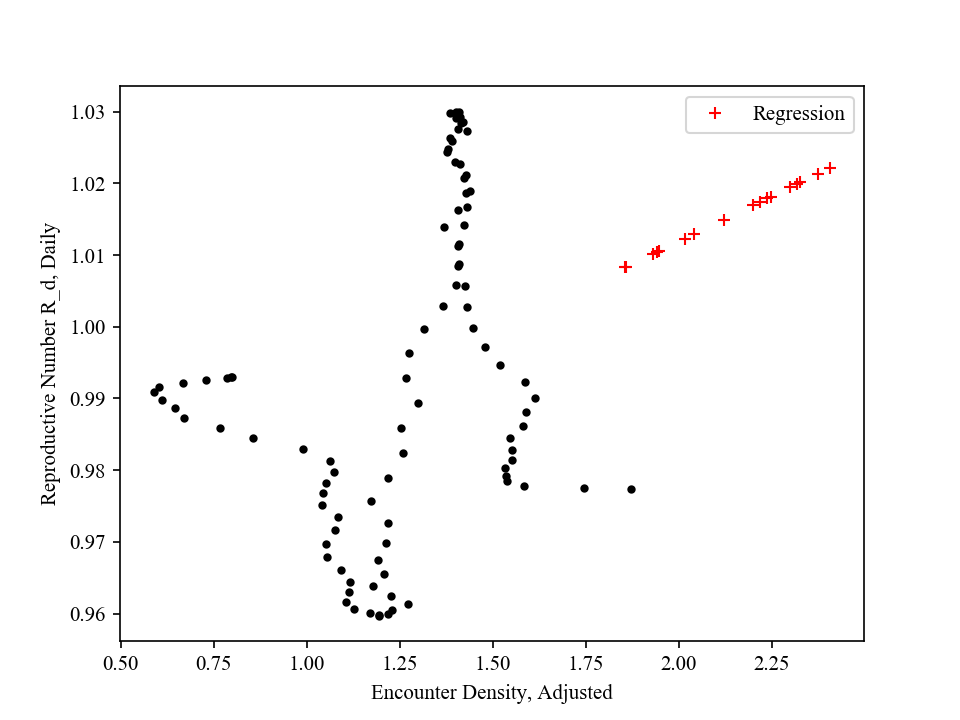 Regression
1.03
1.02
1.01
1.00
0.99
0.98
0.97
0.96
Reproductive Number R_d, Daily
0.50 0.75 1.00 1.25 1.50 1.75 2.00 2.25
Encounter Density, Adjusted